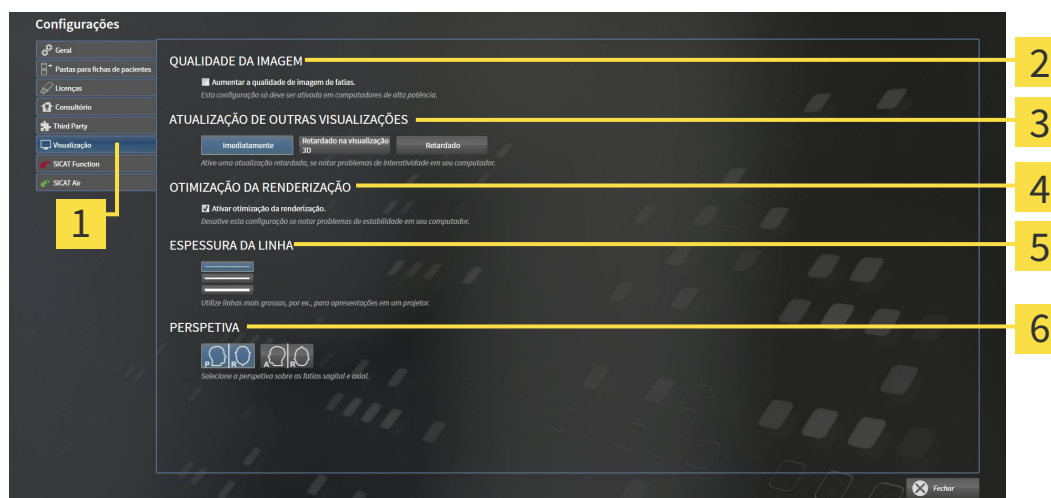 Configurações
Geral
Pastas para fichas de pacientes
Licenças
Consultório
Third Party
Visualização
SICAT Function
SICAT Air
1
QUALIDADE DA IMAGEM
2
Aumentar a qualidade de imagem de fatias.
Esta configuração só deve ser ativada em computadores de alta potência.
ATUALIZAÇÃO DE OUTRAS VISUALIZAÇÕES
3
Imediatamente
Retardado na visualização
3D
Retardado
Ative uma atualização retardada, se notar problemas de interatividade em seu computador.
OTIMIZAÇÃO DA RENDERIZAÇÃO
4
Ativar otimização da renderização.
Desative esta configuração se notar problemas de estabilidade em seu computador.
ESPESSURA DA LINHA
5
Utilize linhas mais grossas, por ex., para apresentações em um projetor.
PERSPETIVA
6
P R A R
Selecione a perspetiva sobre as fatias sagital e axial.
Fechar